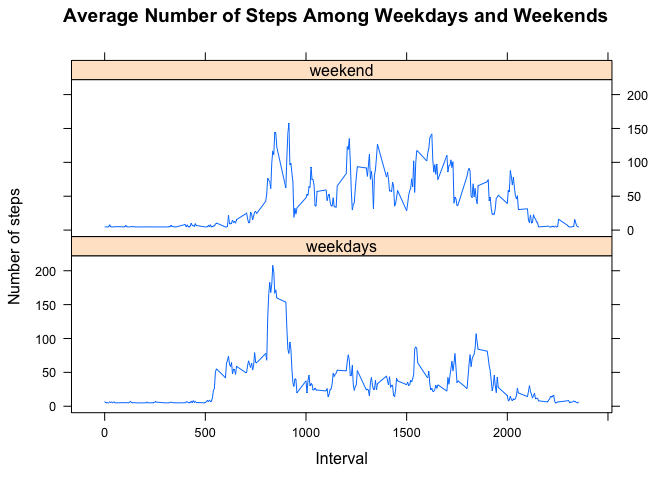 Average Number of Steps Among Weekdays and Weekends
weekend
200
150
100
50
0
Number of steps
weekdays
200
150
100
50
0
0 500 1000 1500 2000
Interval